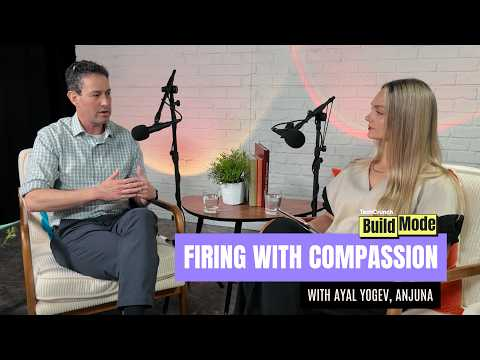 TechCrunch
Build Mode
FIRING WITH COMPASSION
WITH AYAL YOGEV, ANJUNA